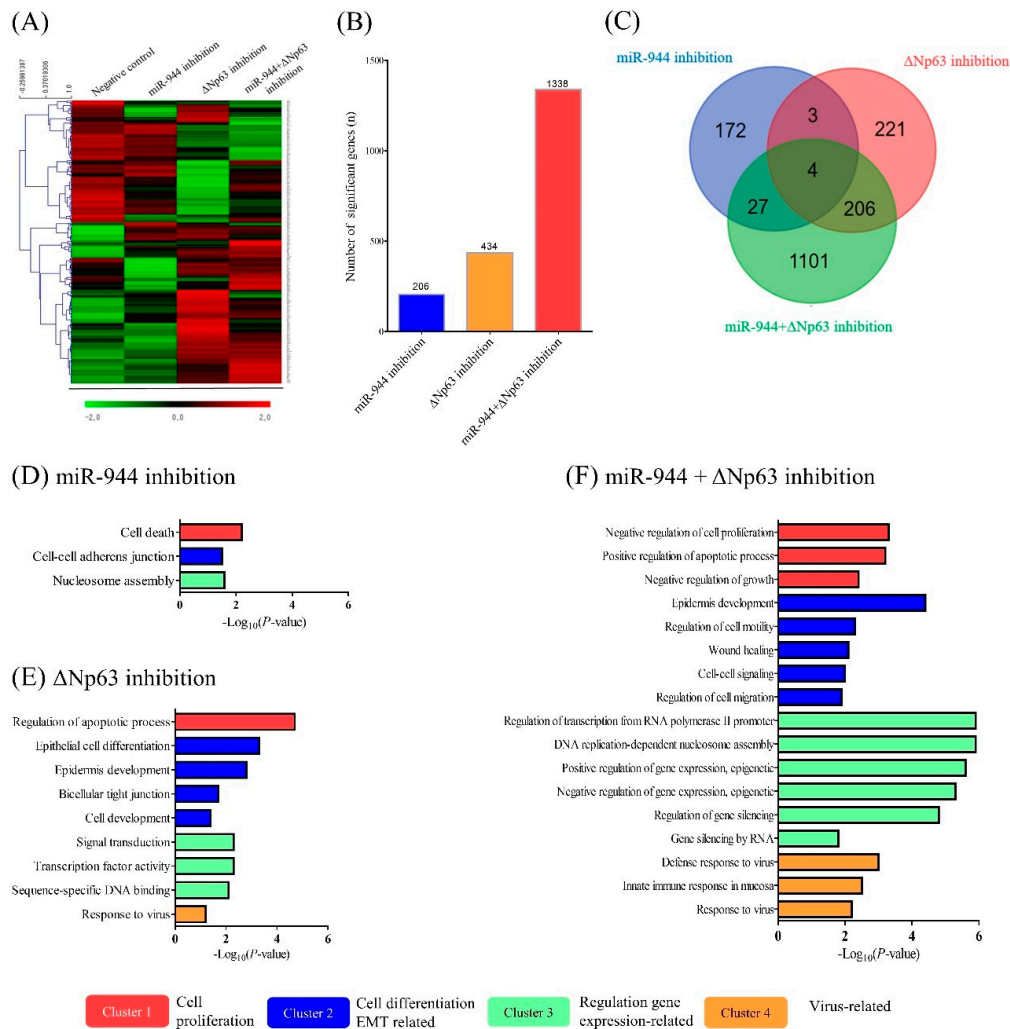 (A)
-0.25981397
0.37019306
1.0
Negative control
miR-944 inhibition
ΔNp63 inhibition
miR-944+ΔNp63
inhibition
-2.0
0.0
2.0
(B)
Number of significant genes (n)
1500
1000
500
0
206
434
1338
miR-944 inhibition
ΔNp63 inhibition
miR-944+ΔNp63 inhibition
(C)
miR-944 inhibition
ΔNp63 inhibition
172
3
221
4
27
206
1101
miR-944+ΔNp63 inhibition
(D) miR-944 inhibition
Cell death
Cell-cell adherens junction
Nucleosome assembly
0 2 4 6
-Log10(P-value)
(E) ΔNp63 inhibition
Regulation of apoptotic process
Epithelial cell differentiation
Epidermis development
Bicellular tight junction
Cell development
Signal transduction
Transcription factor activity
Sequence-specific DNA binding
Response to virus
0 2 4 6
-Log10(P-value)
(F) miR-944 + ΔNp63 inhibition
Negative regulation of cell proliferation
Positive regulation of apoptotic process
Negative regulation of growth
Epidermis development
Regulation of cell motility
Wound healing
Cell-cell signaling
Regulation of cell migration
Regulation of transcription from RNA polymerase II promoter
DNA replication-dependent nucleosome assembly
Positive regulation of gene expression, epigenetic
Negative regulation of gene expression, epigenetic
Regulation of gene silencing
Gene silencing by RNA
Defense response to virus
Innate immune response in mucosa
Response to virus
0 2 4 6
-Log10(P-value)
Cluster 1
Cell
proliferation
Cluster 2
Cell differentiation
EMT related
Cluster 3
Regulation gene
expression-related
Cluster 4
Virus-related